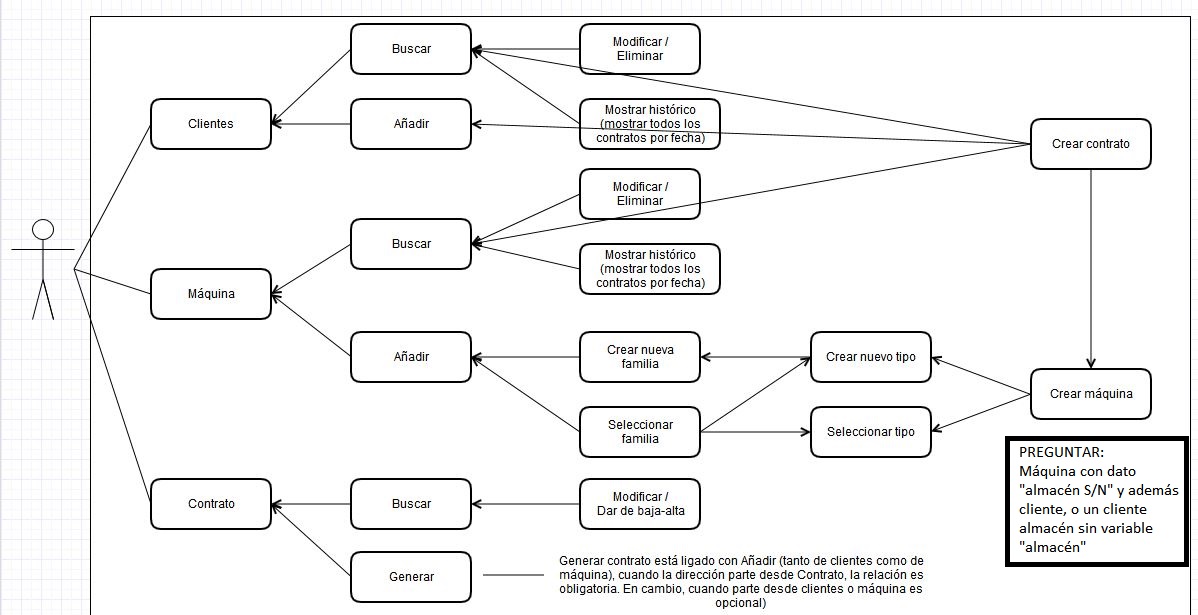 Buscar
Modificar /
Eliminar
Clientes
Añadir
Mostrar histórico
(mostrar todos los
contratos por fecha)
Crear contrato
Modificar /
Eliminar
Buscar
Mostrar histórico
(mostrar todos los
contratos por fecha)
Máquina
Añadir
Crear nueva
familia
Crear nuevo tipo
Crear máquina
Seleccionar
familia
Seleccionar tipo
PREGUNTAR:
Máquina con dato
"almacén S/N" y además
cliente, o un cliente
almacén sin variable
"almacén"
Contrato
Buscar
Modificar /
Dar de baja-alta
Generar
Generar contrato está ligado con Añadir (tanto de clientes como de
máquina), cuando la dirección parte desde Contrato, la relación es
obligatoria. En cambio, cuando parte desde clientes o máquina es
opcional)